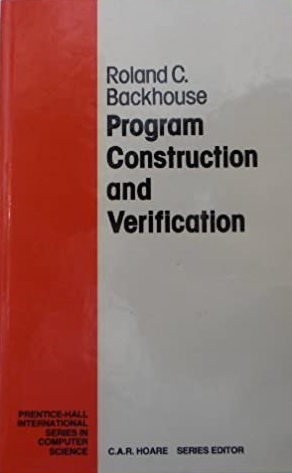 Roland C.
Backhouse
Program
Construction
and
Verification
PRENTICE-HALL
INTERNATIONAL
SERIES IN
COMPUTER
SCIENCE
C.A.R. HOARE SERIES EDITOR